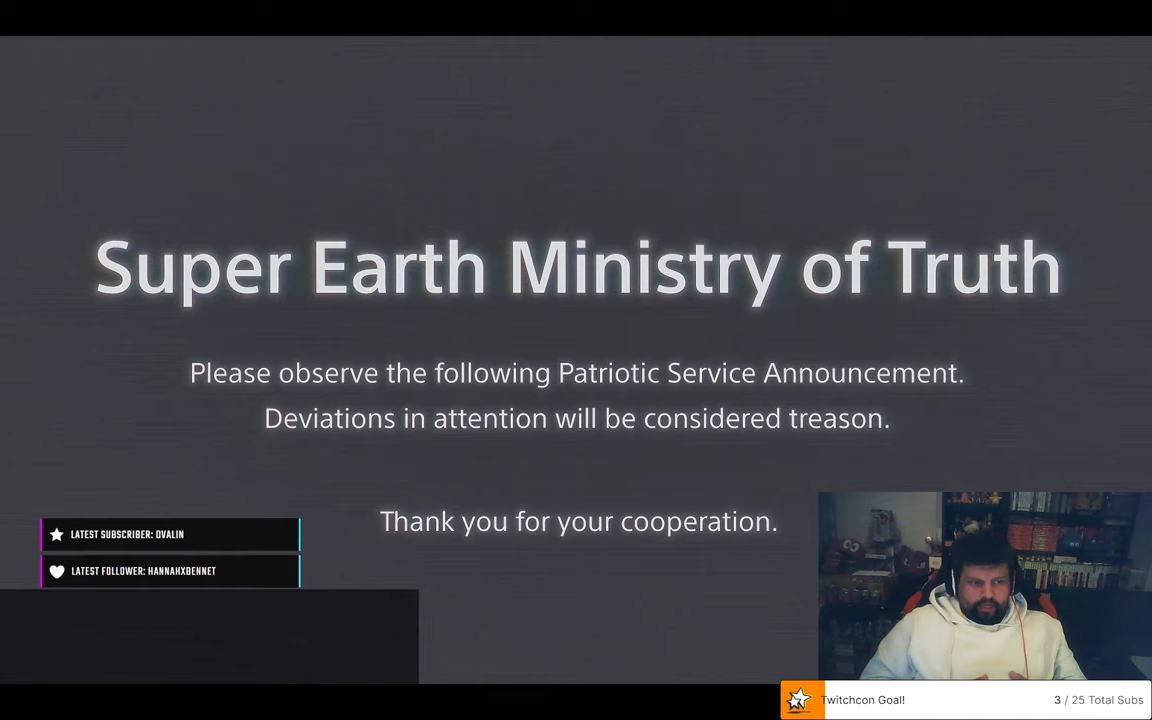 Super Earth Ministry of Truth
Please observe the following Patriotic Service Announcement.
Deviations in attention will be considered treason.
Thank you for your cooperation.
LATEST SUBSCRIBER: DVALIN
LATEST FOLLOWER: HANNAHXBENNET
Twitchcon Goal!
3 / 25 Total Subs